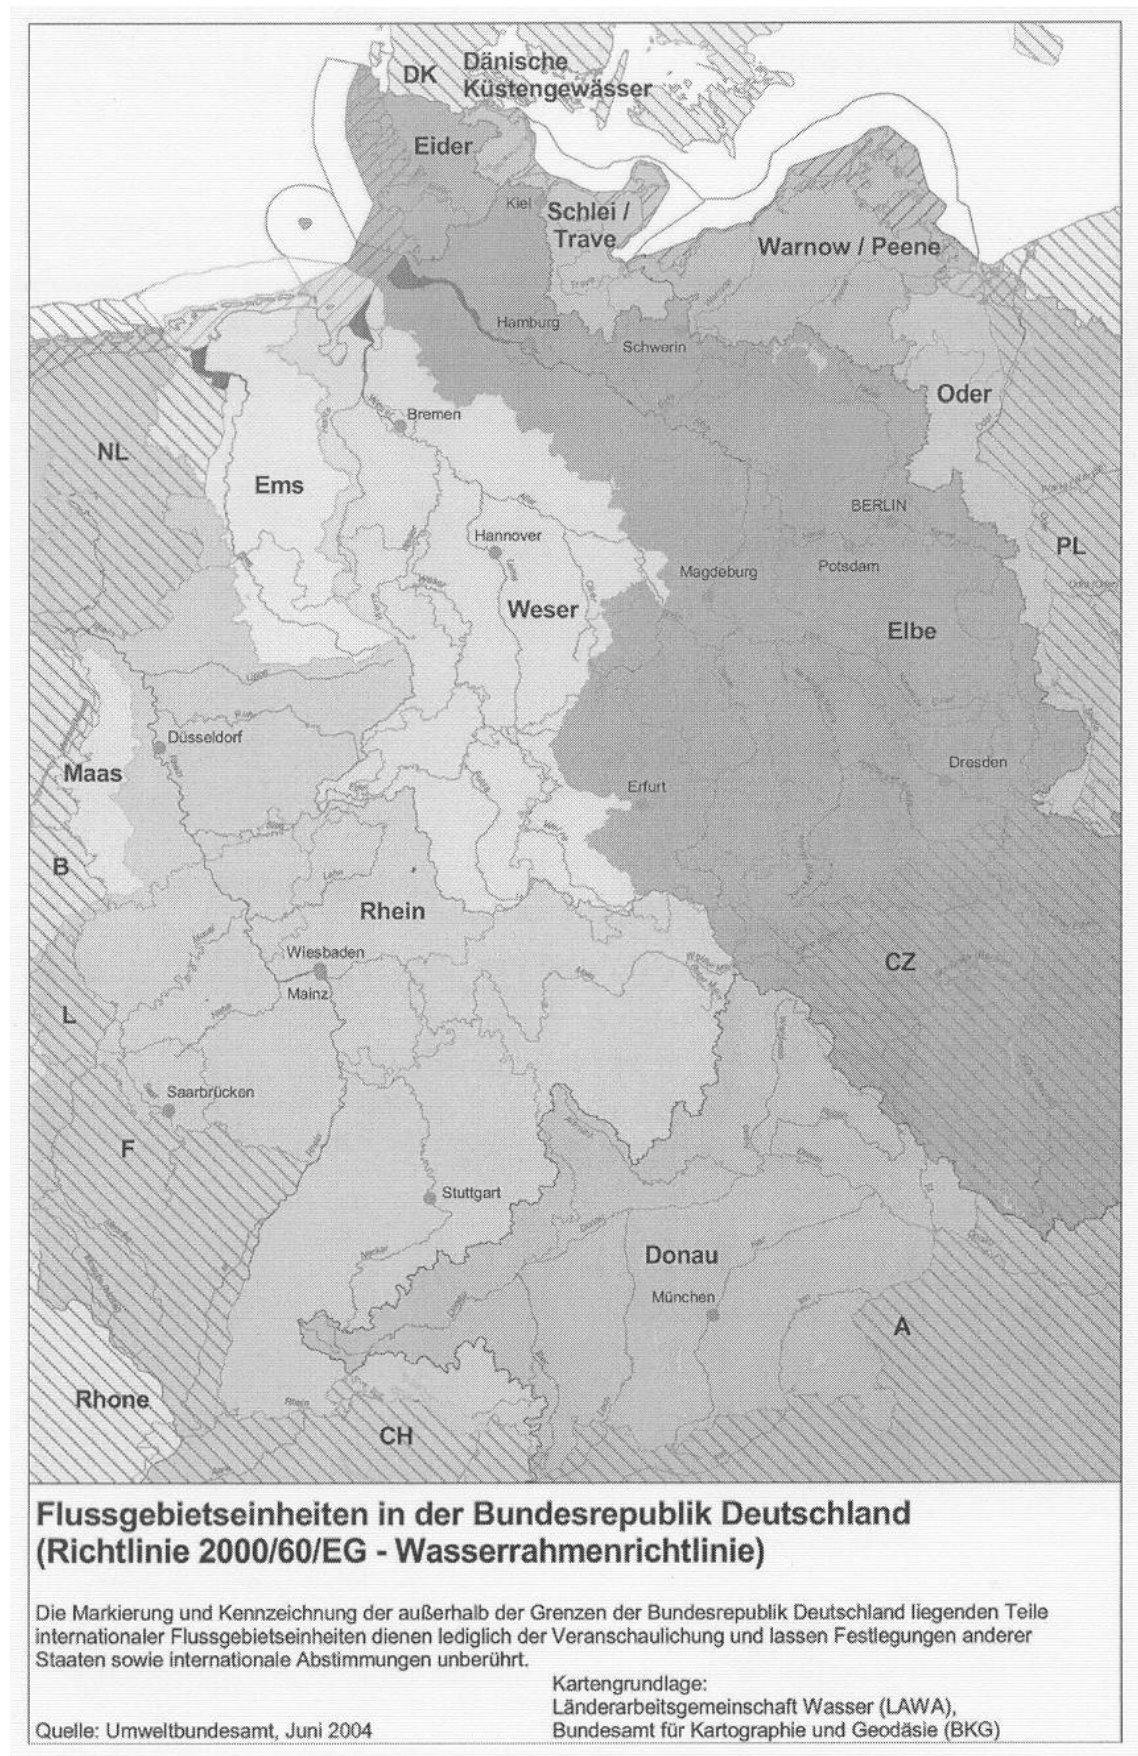 DK
Dänische
Küstengewässer
Eider
Kiel
Schlei /
Trave
Warnow / Peene
Trave
Hamburg
Schwerin
Oder
NL
Bremen
Ems
BERLIN
Hannover
PL
Magdeburg
Potsdam
Weser
Elbe
Düsseldorf
Maas
Erfurt
Dresden
B
Rhein
Wiesbaden
CZ
Mainz
L
Saarbrücken
F
Stuttgart
Donau
München
A
Rhone
CH
Flussgebietseinheiten in der Bundesrepublik Deutschland
(Richtlinie 2000/60/EG - Wasserrahmenrichtlinie)
Die Markierung und Kennzeichnung der außerhalb der Grenzen der Bundesrepublik Deutschland liegenden Teile
internationaler Flussgebietseinheiten dienen lediglich der Veranschaulichung und lassen Festlegungen anderer
Staaten sowie internationale Abstimmungen unberührt.
Kartengrundlage:
Länderarbeitsgemeinschaft Wasser (LAWA),
Quelle: Umweltbundesamt, Juni 2004
Bundesamt für Kartographie und Geodäsie (BKG)